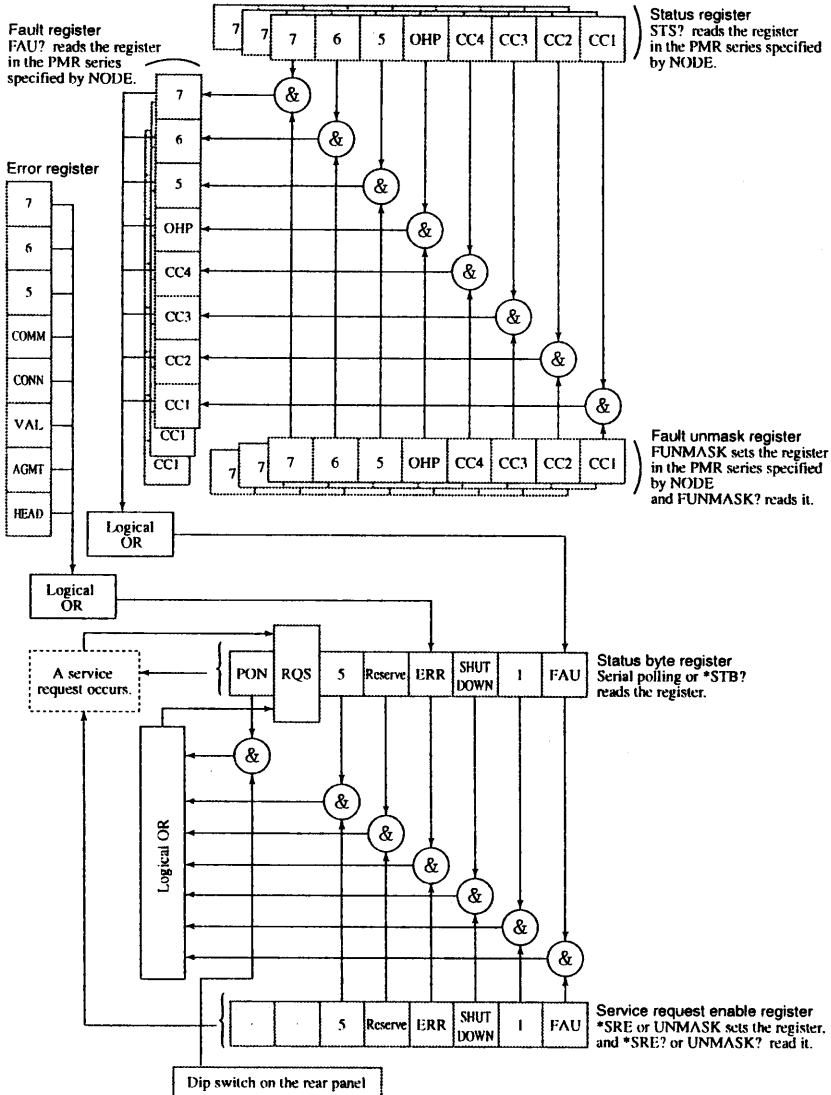 Fault register
FAU? reads the register
in the PMR series
specified by NODE.
7 7 7 6 5 OHP CC4 CC3 CC2 CC1
Status register
STS? reads the register
in the PMR series specified
by NODE.
7
6
5
OHP
CC4
CC3
CC2
CC1
CC1
CC1
&
&
&
&
&
&
&
&
Error register
7
6
5
COMM
CONN
VAL
AGMT
HEAD
7 7 7 6 5 OHP CC4 CC3 CC2 CC1
Fault unmask register
FUNMASK sets the register
in the PMR series specified
by NODE
and FUNMASK? reads it.
Logical
OR
Logical
OR
A service
request occurs.
PON RQS 5 Reserve ERR SHUT DOWN 1 FAU
Status byte register
Serial polling or *STB?
reads the register.
Logical OR
&
&
&
&
&
&
&
5 Reserve ERR SHUT DOWN 1 FAU
Service request enable register
*SRE or UNMASK sets the register,
and *SRE? or UNMASK? read it.
Dip switch on the rear panel